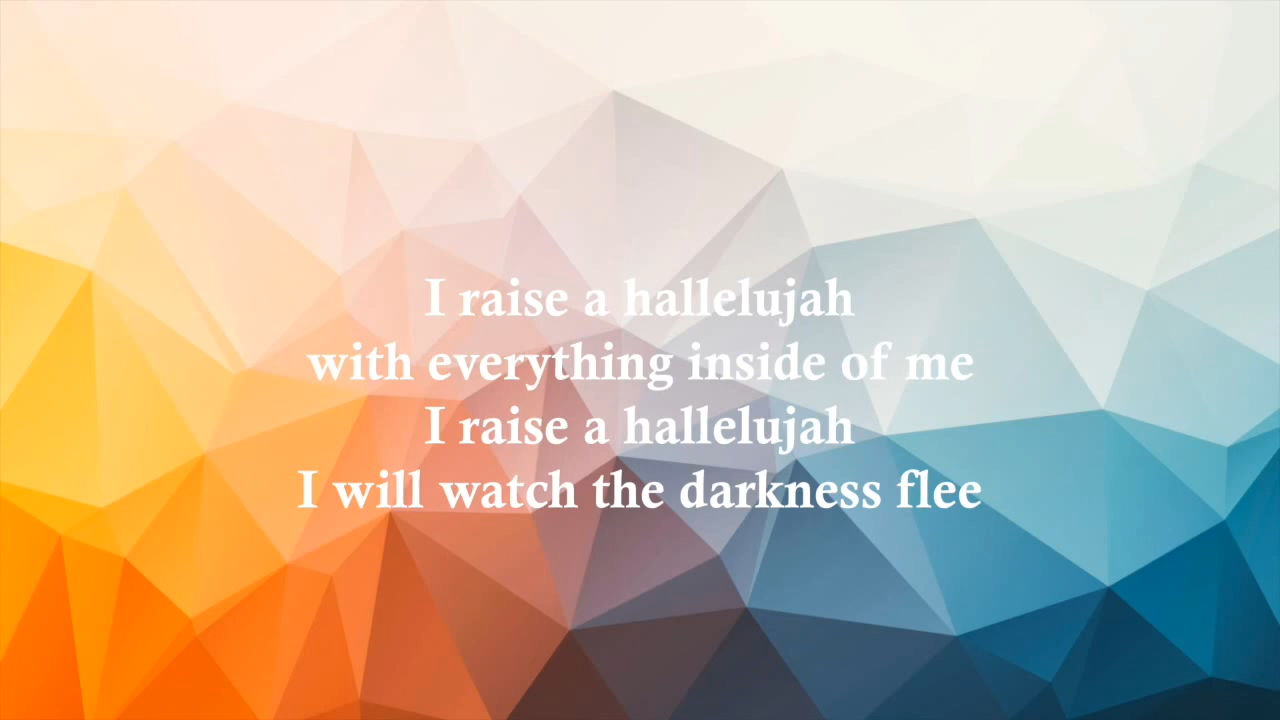 I raise a hallelujah
with everything inside of me
I raise a hallelujah
I will watch the darkness flee